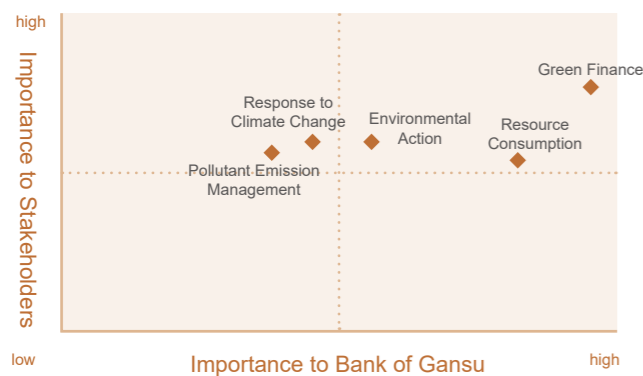 high
Importance to Stakeholders
Green Finance
Response to
Climate Change
Environmental
Action
Resource
Consumption
Pollutant Emission
Management
low
Importance to Bank of Gansu
high